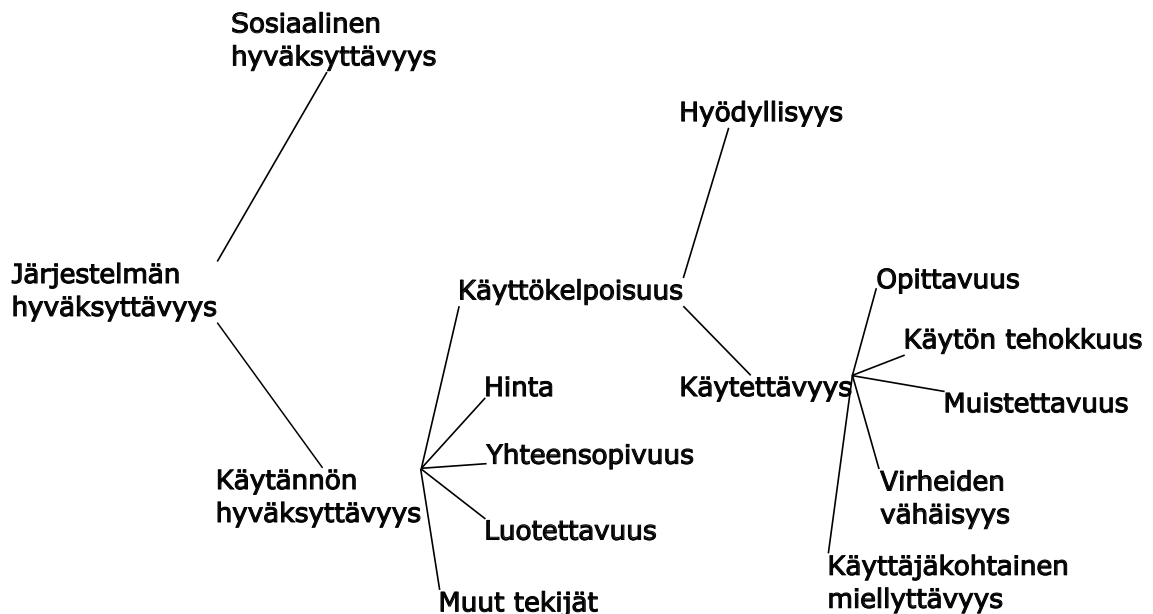 Sosiaalinen
hyväksyttävyys
Hyödyllisyys
Järjestelmän
hyväksyttävyys
Käyttökelpoisuus
Opittavuus
Käytön tehokkuus
Hinta
Käytettävyys
Muistettavuus
Yhteensopivuus
Käytännön
hyväksyttävyys
Virheiden
vähäisyys
Luotettavuus
Käyttäjäkohtainen
miellyttävyys
Muut tekijät